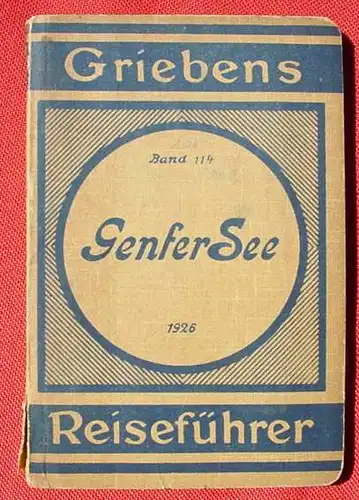 Griebens
Band 114
Genfer See
1926
Reiseführer